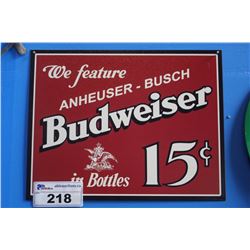 We feature
ANHEUSER - BUSCH
Budweiser
in Bottles
15¢
218